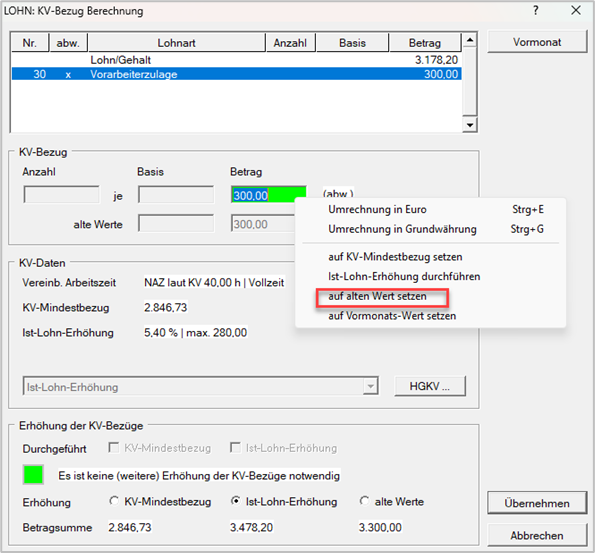 LOHN: KV-Bezug Berechnung ? ×
Nr. abw. Lohnart Anzahl Basis Betrag
Lohn/Gehalt 3.178,20
30 x Vorarbeiterzulage 300,00
Vormonat
KV-Bezug
Anzahl Basis Betrag
je 300,00 (abw.)
alte Werte 300,00
Umrechnung in Euro Strg+E
Umrechnung in Grundwährung Strg+G
auf KV-Mindestbezug setzen
Ist-Lohn-Erhöhung durchführen
auf alten Wert setzen
auf Vormonats-Wert setzen
KV-Daten
Vereinb. Arbeitszeit NAZ laut KV 40,00 h | Vollzeit
KV-Mindestbezug 2.846,73
Ist-Lohn-Erhöhung 5,40 % | max. 280,00
Ist-Lohn-Erhöhung HGKV ...
Erhöhung der KV-Bezüge
Durchgeführt KV-Mindestbezug Ist-Lohn-Erhöhung
Es ist keine (weitere) Erhöhung der KV-Bezüge notwendig
Erhöhung KV-Mindestbezug Ist-Lohn-Erhöhung alte Werte
Betragsumme 2.846,73 3.478,20 3.300,00
Übernehmen
Abbrechen